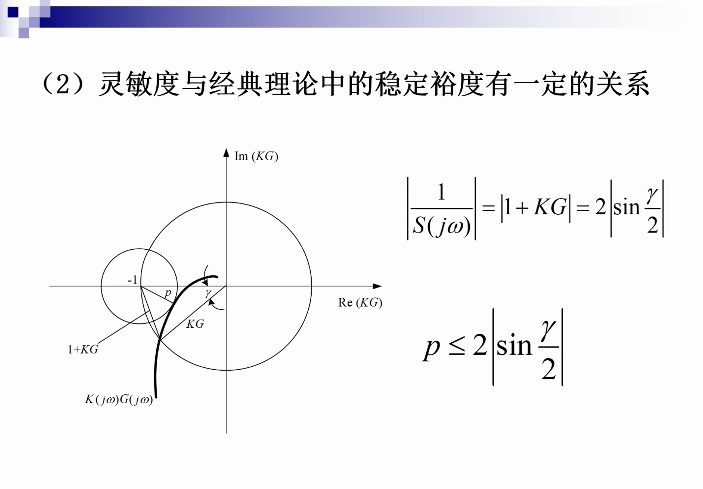 （2）灵敏度与经典理论中的稳定裕度有一定的关系
Im (KG)
|1/S(jω)| = |1 + KG| = 2|sin γ/2|
-1
p
γ
Re (KG)
KG
1+KG
p ≤ 2|sin γ/2|
K(jω)G(jω)